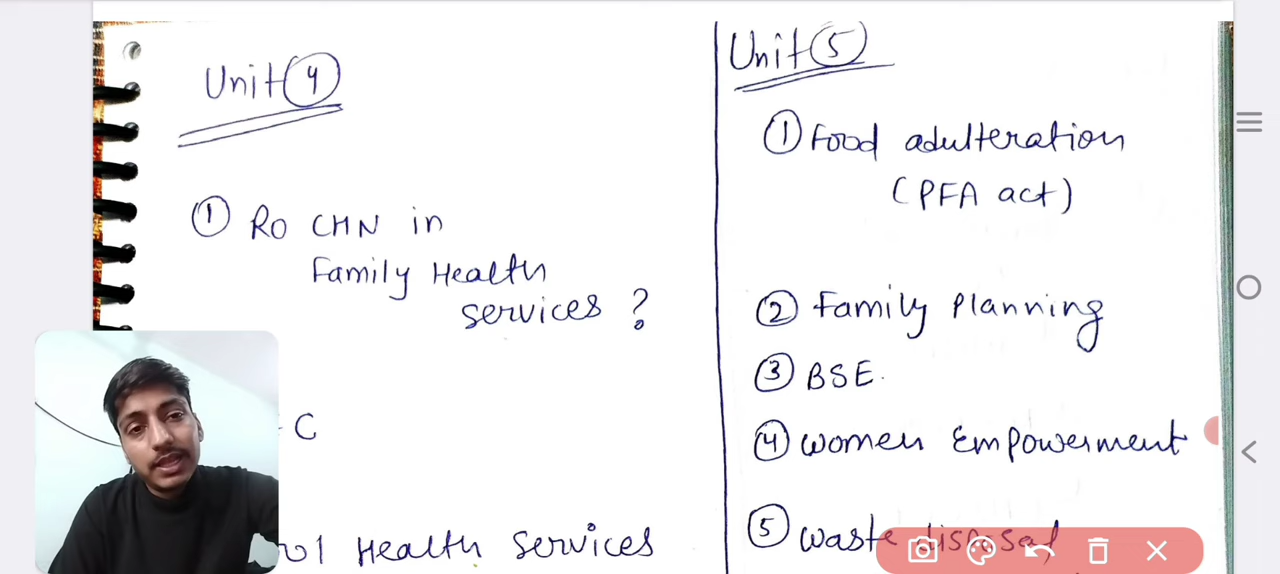 Unit 4
① RO CHN in
Family Health
services ?
C
Health services
Unit 5
① Food adulteration
(PFA act)
② Family Planning
③ BSE.
④ women Empowerment
⑤ waste disposal